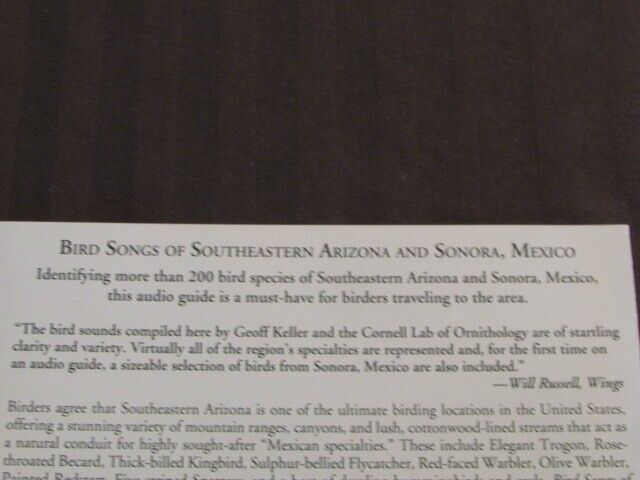 BIRD SONGS OF SOUTHEASTERN ARIZONA AND SONORA, MEXICO
Identifying more than 200 bird species of Southeastern Arizona and Sonora, Mexico,
this audio guide is a must-have for birders traveling to the area.
"The bird sounds compiled here by Geoff Keller and the Cornell Lab of Ornithology are of startling
clarity and variety. Virtually all of the region's specialties are represented and, for the first time on
an audio guide, a sizeable selection of birds from Sonora, Mexico are also included."
—Will Russell, Wings
Birders agree that Southeastern Arizona is one of the ultimate birding locations in the United States,
offering a stunning variety of mountain ranges, canyons, and lush, cottonwood-lined streams that act as
a natural conduit for highly sought-after "Mexican specialties." These include Elegant Trogon, Rose-
throated Becard, Thick-billed Kingbird, Sulphur-bellied Flycatcher, Red-faced Warbler, Olive Warbler,